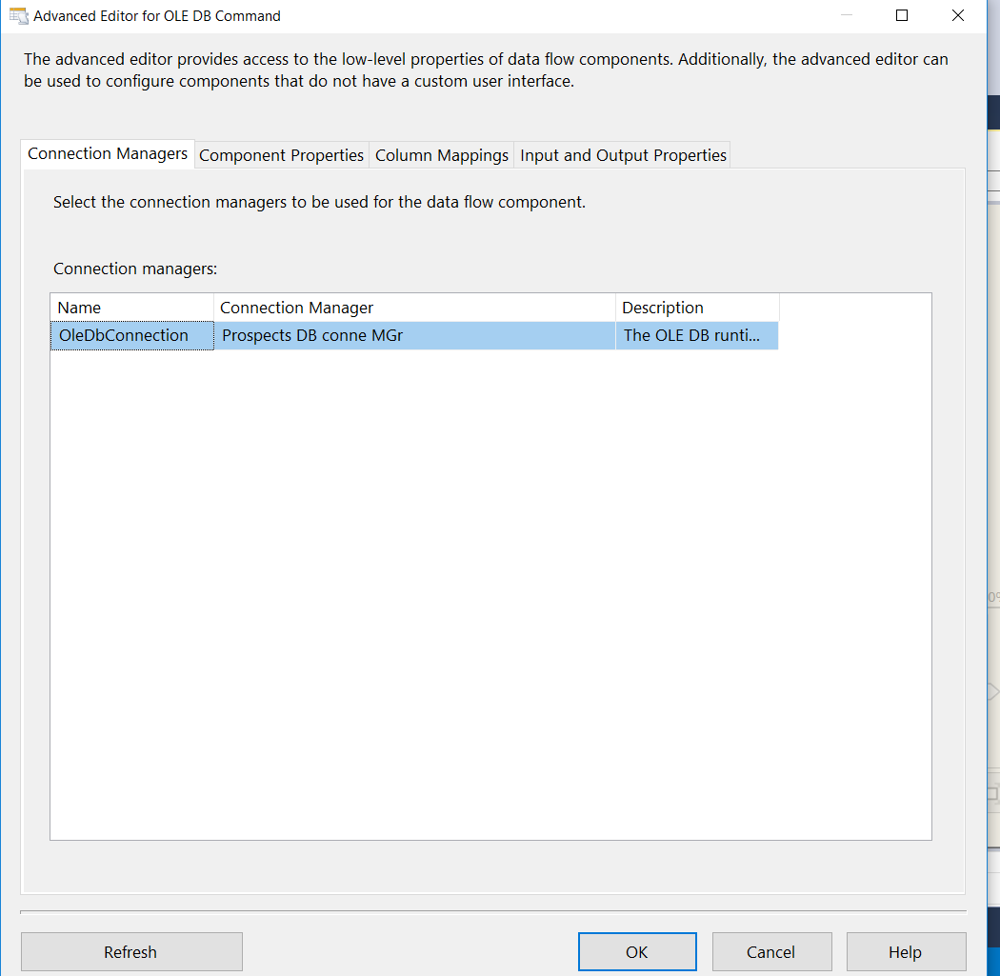 Advanced Editor for OLE DB Command
The advanced editor provides access to the low-level properties of data flow components. Additionally, the advanced editor can
be used to configure components that do not have a custom user interface.
Connection Managers Component Properties Column Mappings Input and Output Properties
Select the connection managers to be used for the data flow component.
Connection managers:
Name Connection Manager Description
OleDbConnection Prospects DB conne MGr The OLE DB runti...
Refresh OK Cancel Help